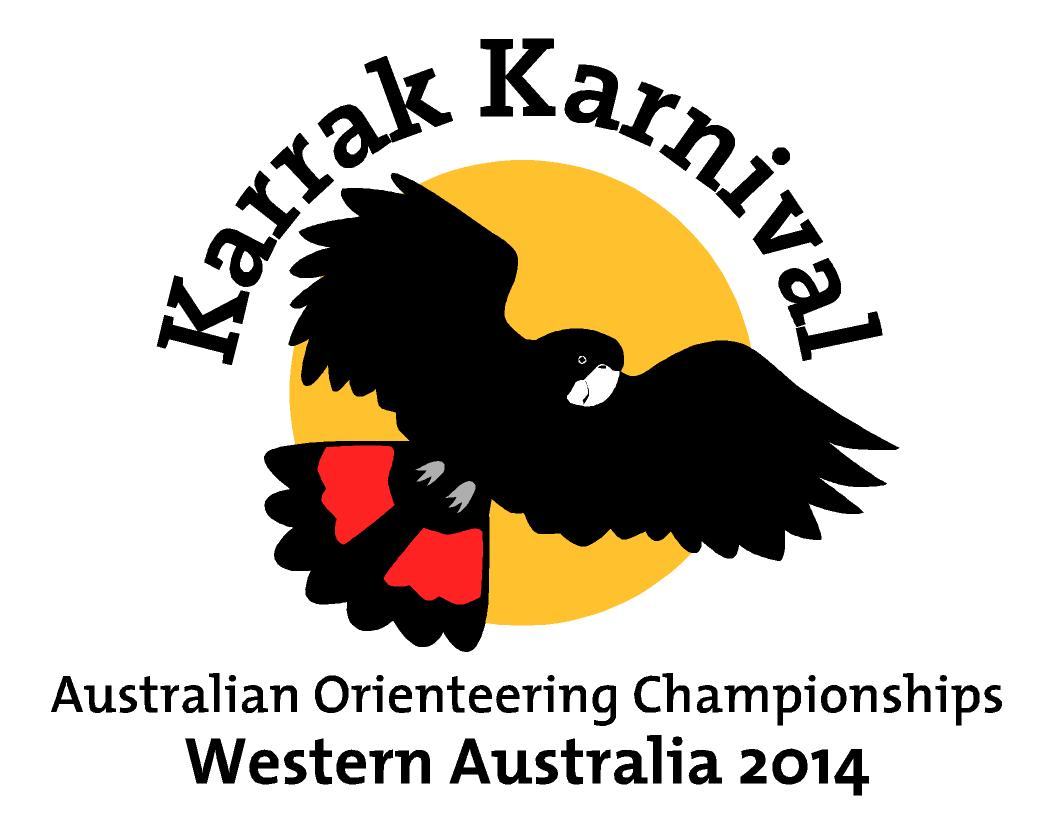 Karrak Karnival
Australian Orienteering Championships
Western Australia 2014